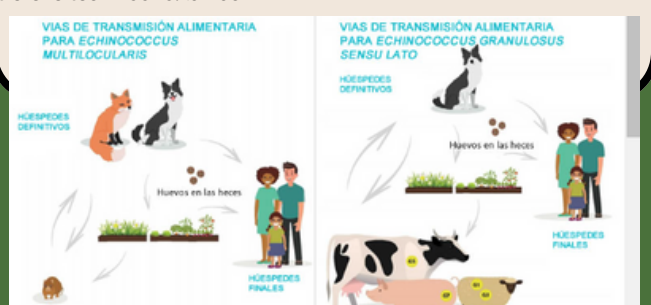 VIAS DE TRANSMISIÓN ALIMENTARIA
PARA ECHINOCOCCUS
MULTILOCULARIS
HÚESPEDES
DEFINITIVOS
Huevos en las heces
HÚESPEDES
FINALES
VIAS DE TRANSMISIÓN ALIMENTARIA
PARA ECHINOCOCCUS GRANULOSUS
SENSU LATO
HÚESPEDES
DEFINITIVOS
Huevos en las heces
HÚESPEDES
FINALES